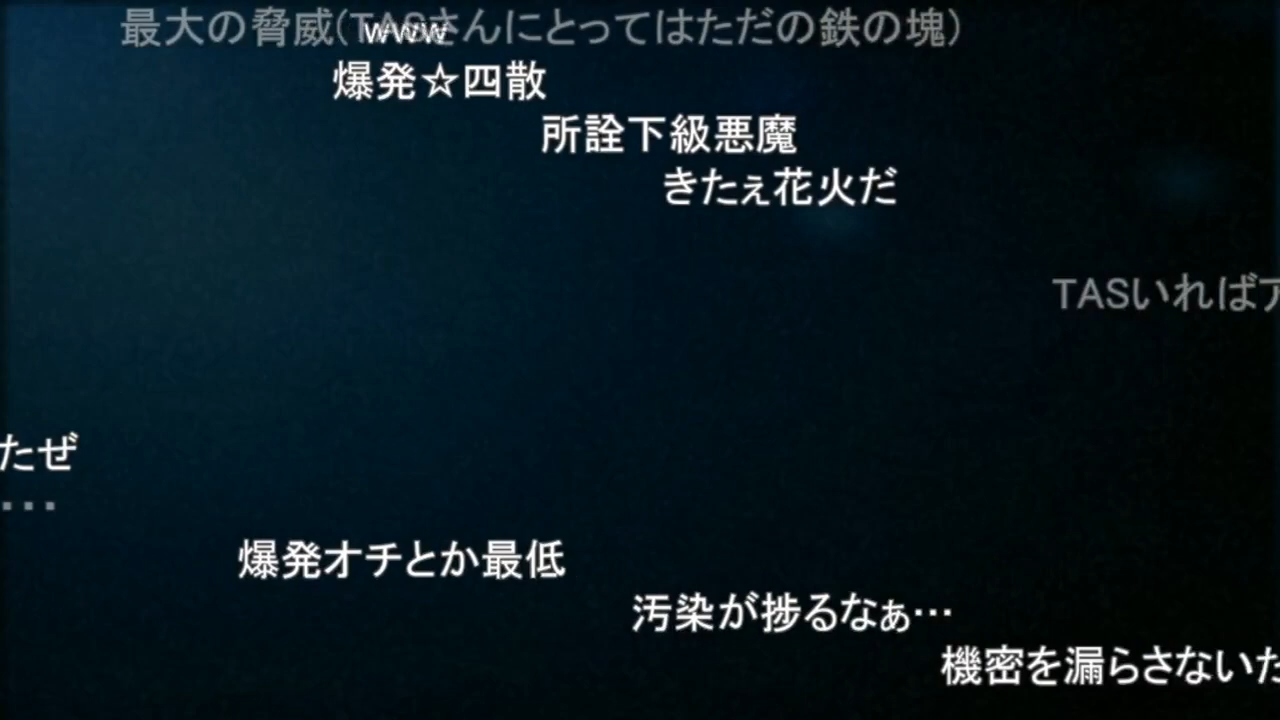 最大の脅威(TASさんにとってはただの鉄の塊)
www
爆発☆四散
所詮下級悪魔
きたぇ花火だ
TASいればア
たぜ
・・・
爆発オチとか最低
汚染が捗るなぁ…
機密を漏らさないた